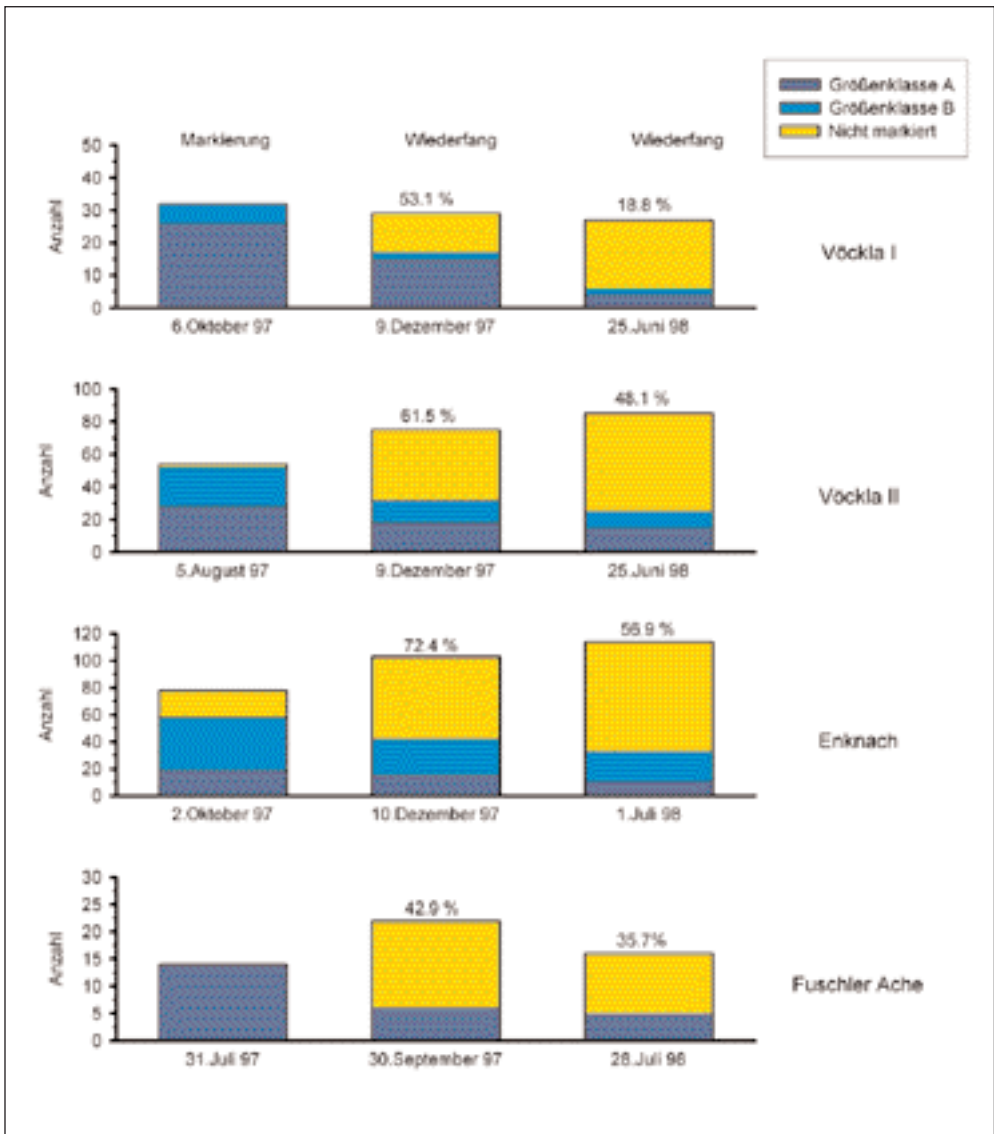 Größenklasse A
Größenklasse B
Nicht markiert
Markierung Wiederfang Wiederfang
50
40
30
20
10
0
Anzahl
53.1 % 18.8 %
6.Oktober 97 9.Dezember 97 25.Juni 98
Vöckla I
100
80
60
40
20
0
Anzahl
61.5 % 48.1 %
5.August 97 9.Dezember 97 25.Juni 98
Vöckla II
120
100
80
60
40
20
0
Anzahl
72.4 % 56.9 %
2.Oktober 97 10.Dezember 97 1.Juli 98
Enknach
30
25
20
15
10
5
0
Anzahl
42.9 % 35.7%
31.Juli 97 30.September 97 28.Juli 98
Fuschler Ache